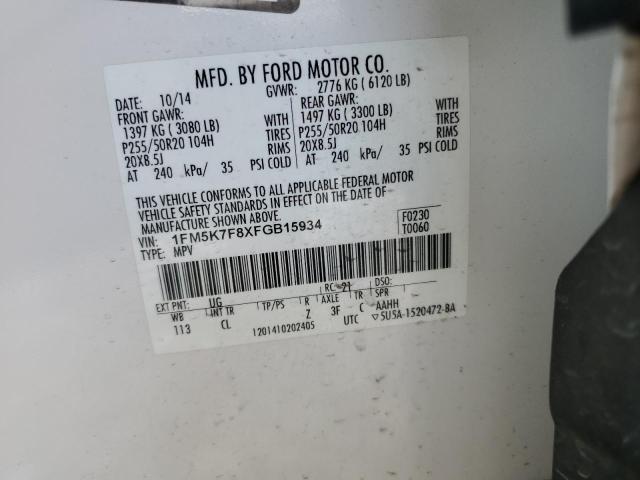 MFD. BY FORD MOTOR CO.
DATE: 10/14 GVWR: 2776 KG ( 6120 LB)
FRONT GAWR: REAR GAWR:
1397 KG ( 3080 LB) WITH 1497 KG ( 3300 LB) WITH
P255/50R20 104H TIRES P255/50R20 104H TIRES
20X8.5J RIMS 20X8.5J RIMS
AT 240 kPa/ 35 PSI COLD AT 240 kPa/ 35 PSI COLD
THIS VEHICLE CONFORMS TO ALL APPLICABLE FEDERAL MOTOR
VEHICLE SAFETY STANDARDS IN EFFECT ON THE DATE OF
MANUFACTURE SHOWN ABOVE.
VIN: 1FM5K7F8XFGB15934 F0230
TYPE: MPV T0060
EXT PNT: UG RC: 21 DSO:
WB INT TR TP/PS R AXLE TR SPR
113 CL Z 3F C AAHH
1201410202405 UTC ▽5U5A-1520472-BA